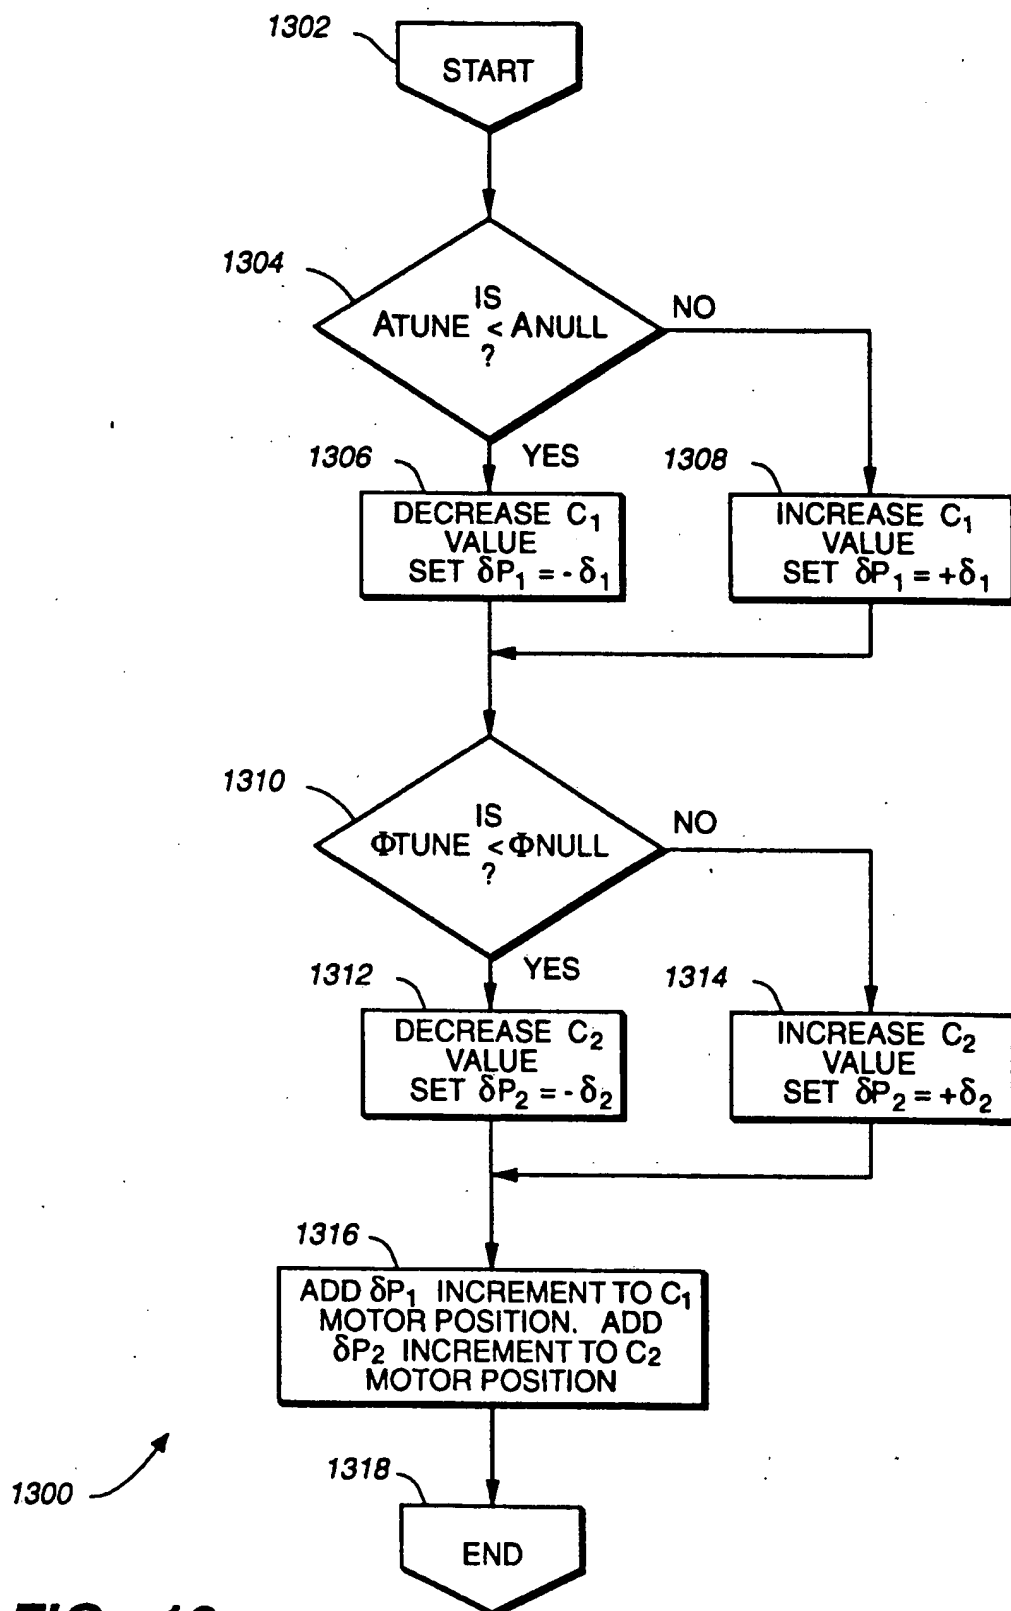 1302
START
1304
IS
ATUNE < ANULL
?
NO
YES
1306
DECREASE C₁
VALUE
SET δP₁ = -δ₁
1308
INCREASE C₁
VALUE
SET δP₁ = +δ₁
1310
IS
ΦTUNE < ΦNULL
?
NO
YES
1312
DECREASE C₂
VALUE
SET δP₂ = -δ₂
1314
INCREASE C₂
VALUE
SET δP₂ = +δ₂
1316
ADD δP₁ INCREMENT TO C₁
MOTOR POSITION. ADD
δP₂ INCREMENT TO C₂
MOTOR POSITION
1300
1318
END